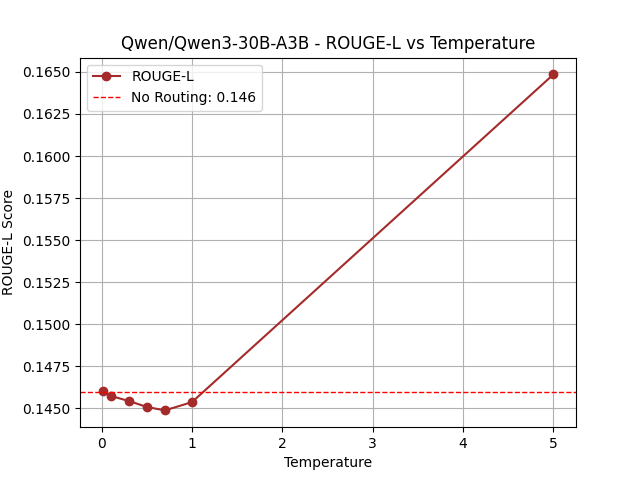 Qwen/Qwen3-30B-A3B - ROUGE-L vs Temperature
ROUGE-L
No Routing: 0.146
ROUGE-L Score
0.1650
0.1625
0.1600
0.1575
0.1550
0.1525
0.1500
0.1475
0.1450
0 1 2 3 4 5
Temperature